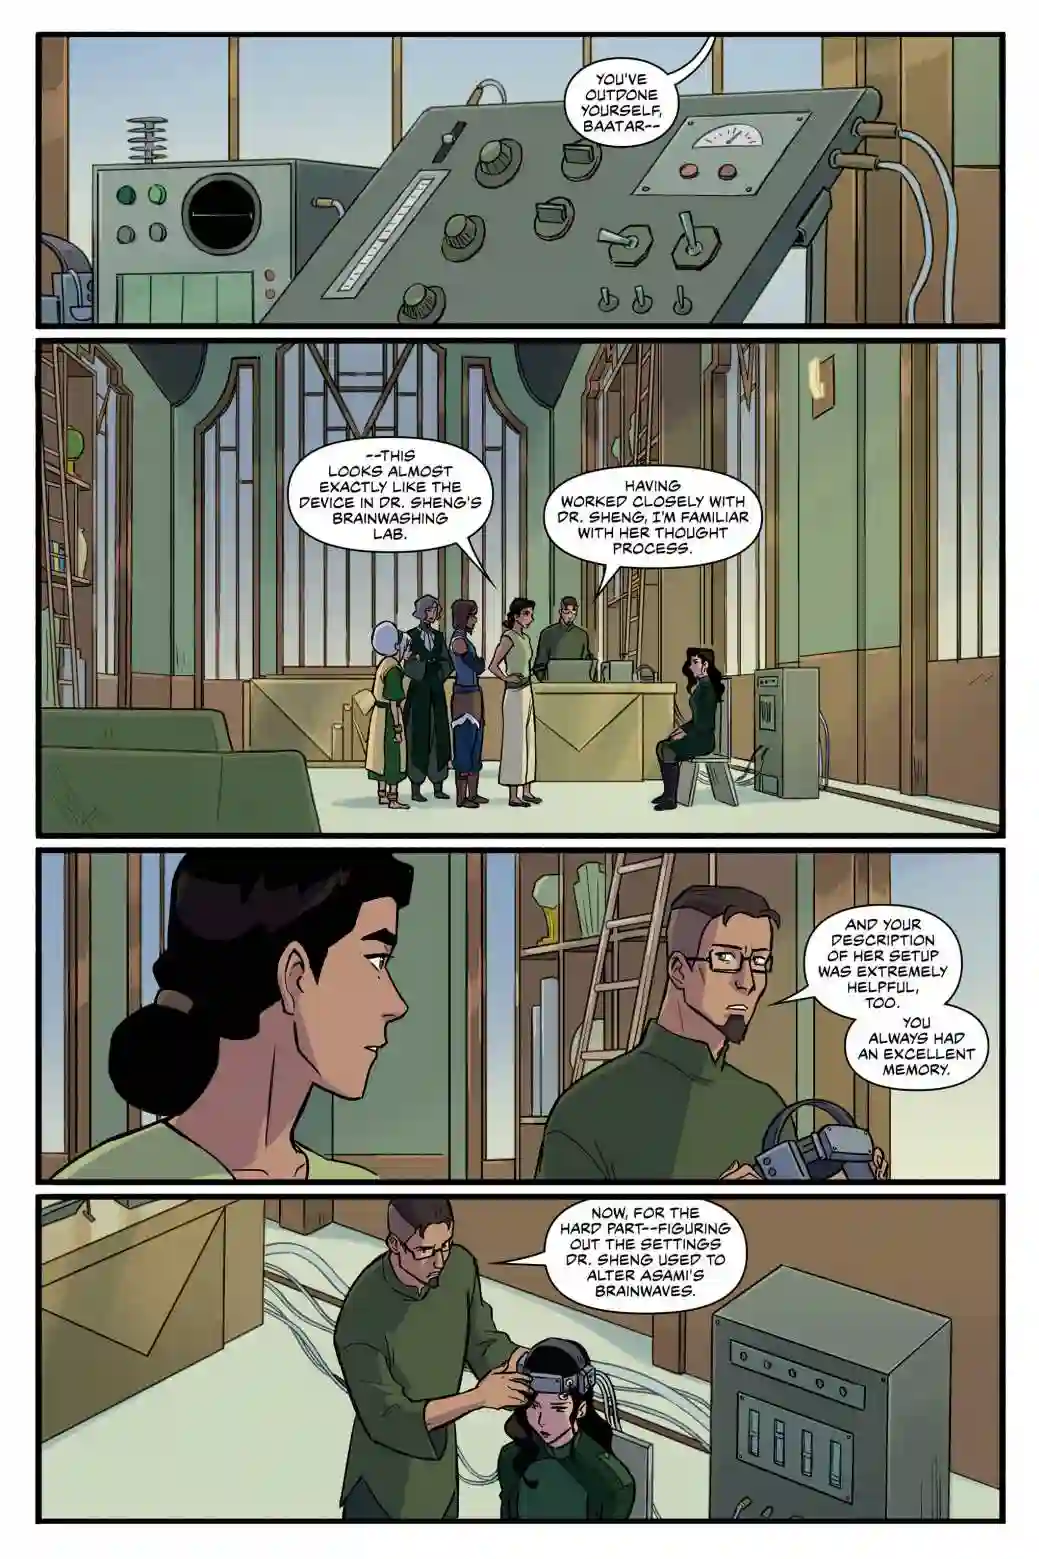 YOU'VE
OUTDONE
YOURSELF,
BAATAR--
--THIS
LOOKS ALMOST
EXACTLY LIKE THE
DEVICE IN DR. SHENG'S
BRAINWASHING
LAB.
HAVING
WORKED CLOSELY WITH
DR. SHENG, I'M FAMILIAR
WITH HER THOUGHT
PROCESS.
AND YOUR
DESCRIPTION
OF HER SETUP
WAS EXTREMELY
HELPFUL,
TOO.
YOU
ALWAYS HAD
AN EXCELLENT
MEMORY.
NOW, FOR THE
HARD PART--FIGURING
OUT THE SETTINGS
DR. SHENG USED TO
ALTER ASAMI'S
BRAINWAVES.